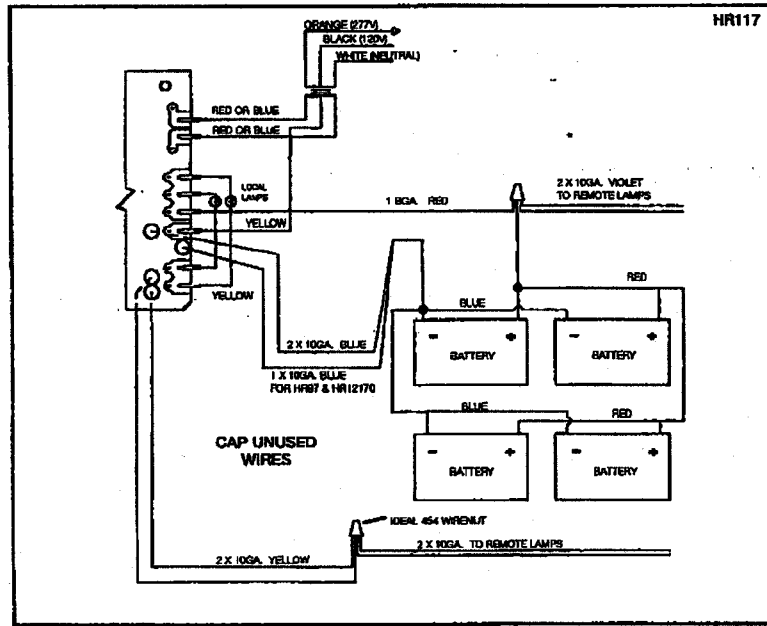 HR117
ORANGE (277V)
BLACK (120V)
WHITE (NEUTRAL)
RED OR BLUE
RED OR BLUE
LOCAL
LAMPS
2 X 10GA. VIOLET
TO REMOTE LAMPS
1 8GA. RED
YELLOW
YELLOW
RED
BLUE
- +
BATTERY
- +
BATTERY
2 X 10GA. BLUE
1 X 10GA. BLUE
FOR HR97 & HR12170
BLUE
RED
CAP UNUSED
WIRES
- +
BATTERY
- +
BATTERY
IDEAL 454 WIRENUT
2 X 10GA. YELLOW
2 X 10GA. TO REMOTE LAMPS